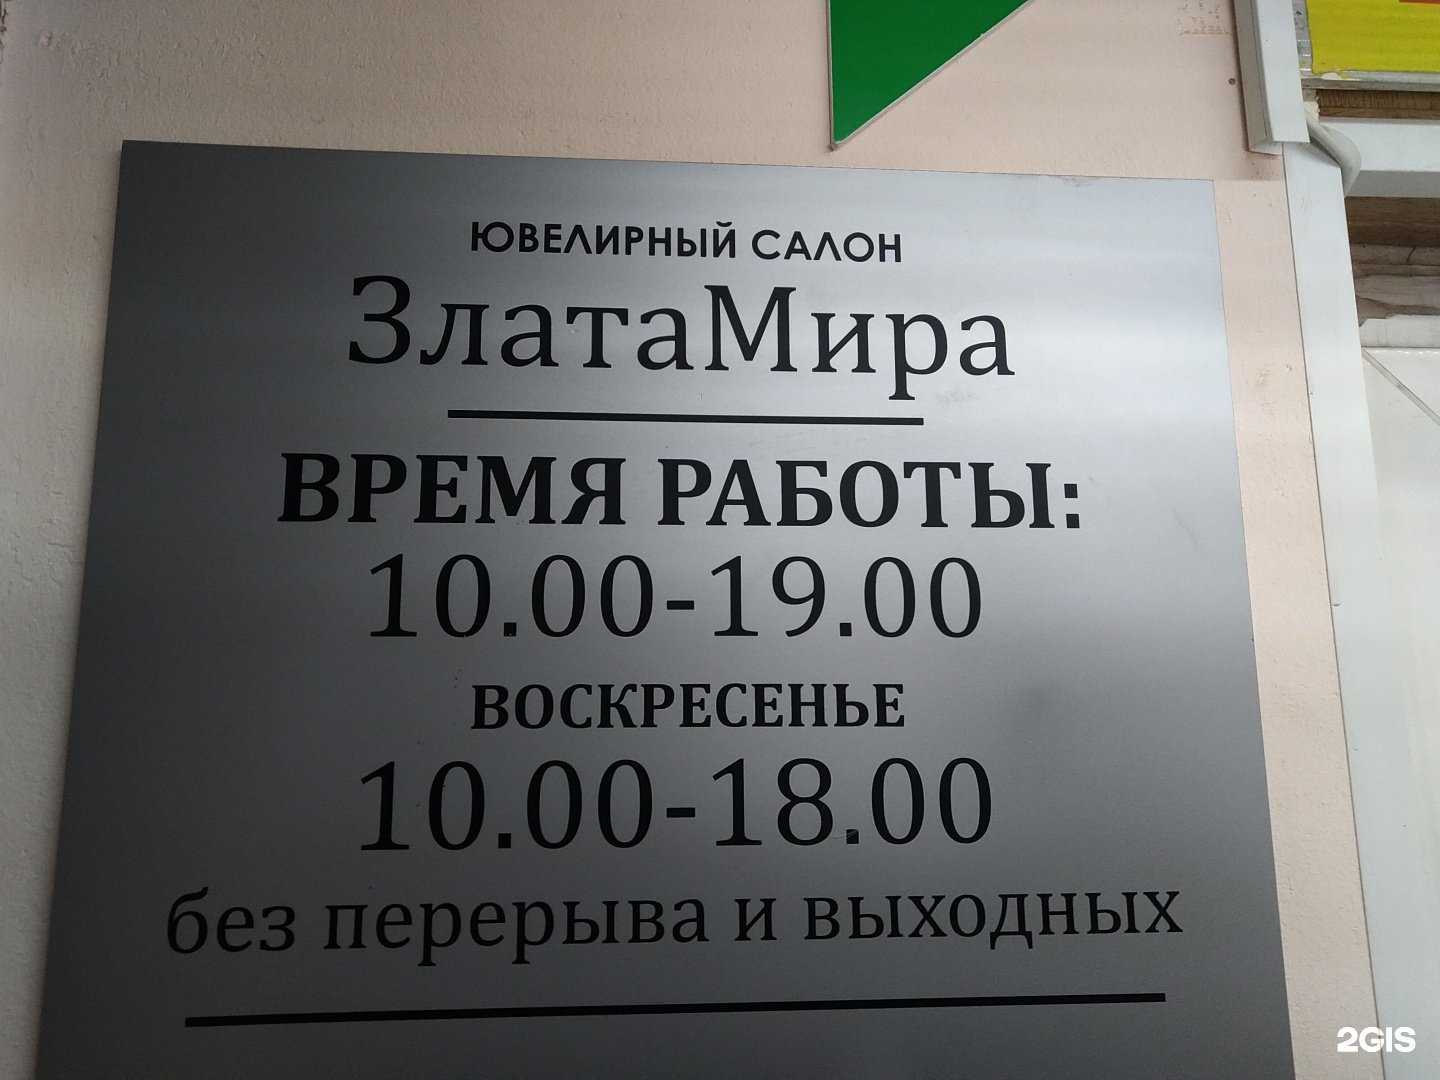 ЮВЕЛИРНЫЙ САЛОН
ЗлатаМира
ВРЕМЯ РАБОТЫ:
10.00-19.00
ВОСКРЕСЕНЬЕ
10.00-18.00
без перерыва и выходных
2GIS